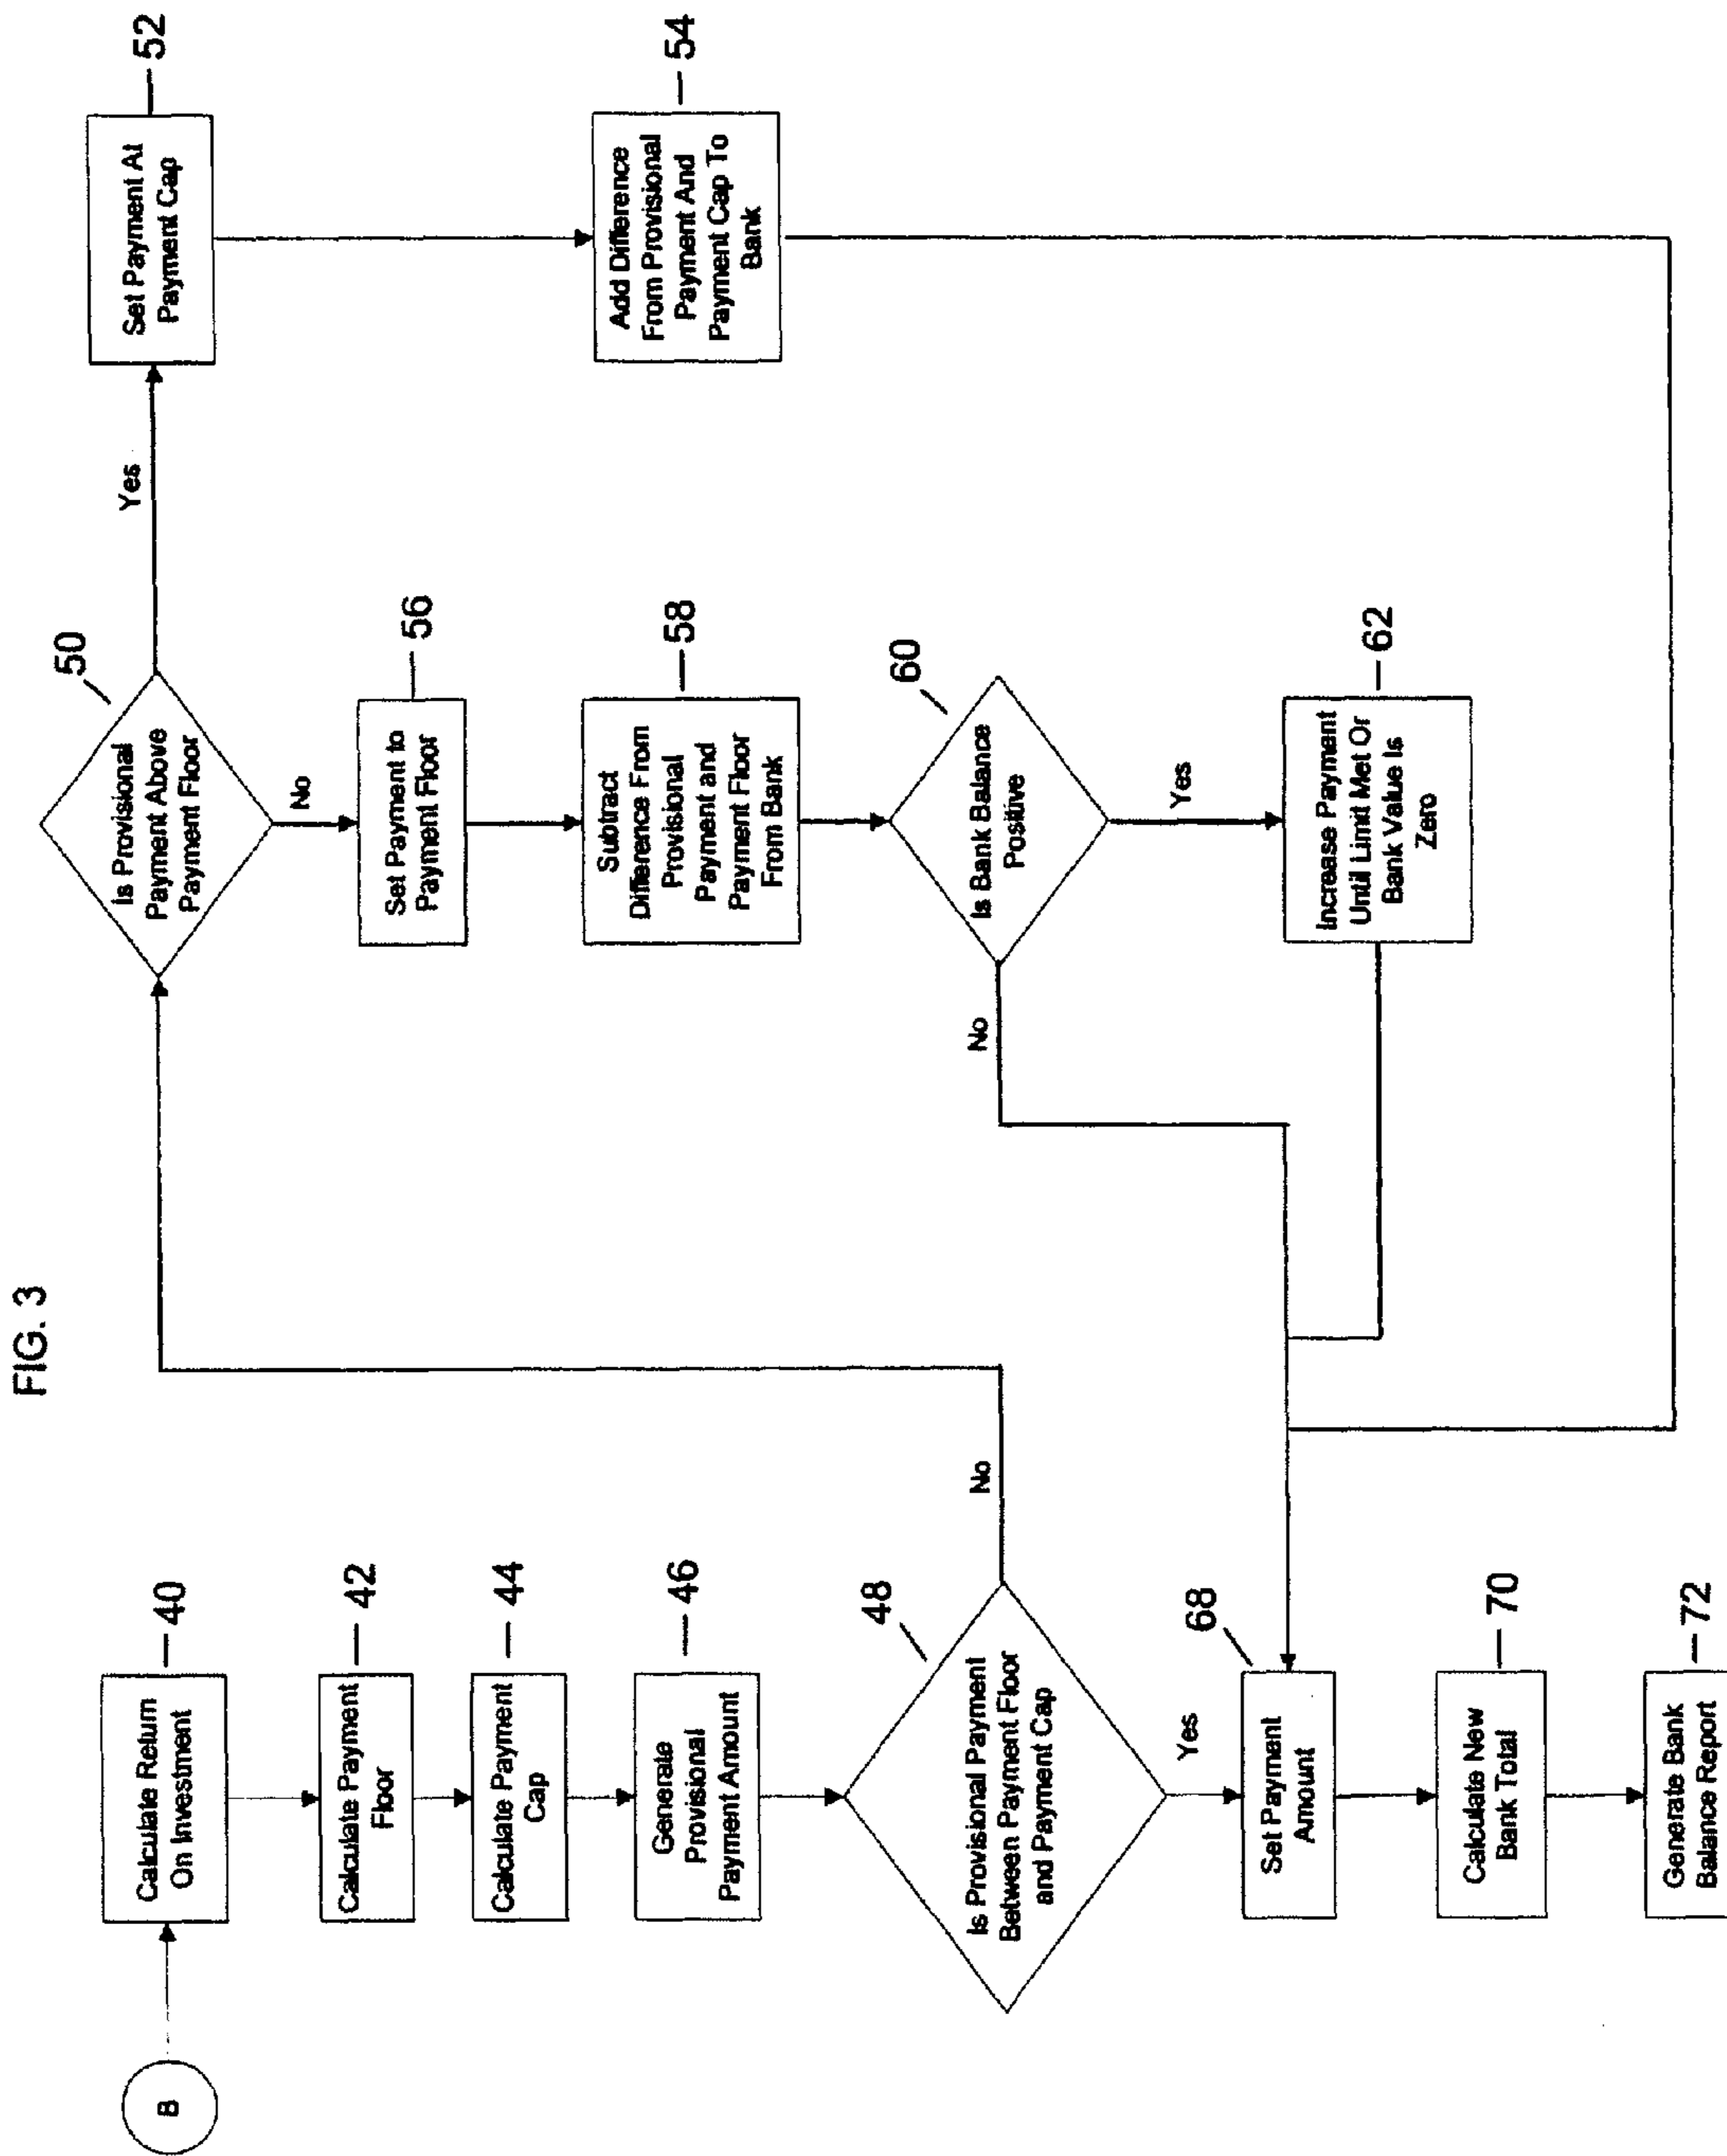 FIG. 3
B
Calculate Return
On Investment
40
Calculate Payment
Floor
42
Calculate Payment
Cap
44
Generate
Provisional
Payment Amount
46
Is Provisional Payment
Between Payment Floor
and Payment Cap
48
No
Yes
Is Provisional
Payment Above
Payment Floor
50
Yes
No
Set Payment At
Payment Cap
52
Add Difference
From Provisional
Payment And
Payment Cap To
Bank
54
Set Payment to
Payment Floor
56
Subtract
Difference From
Provisional
Payment and
Payment Floor
From Bank
58
Is Bank Balance
Positive
60
No
Yes
Increase Payment
Until Limit Met Or
Bank Value Is
Zero
62
Set Payment
Amount
68
Calculate New
Bank Total
70
Generate Bank
Balance Report
72